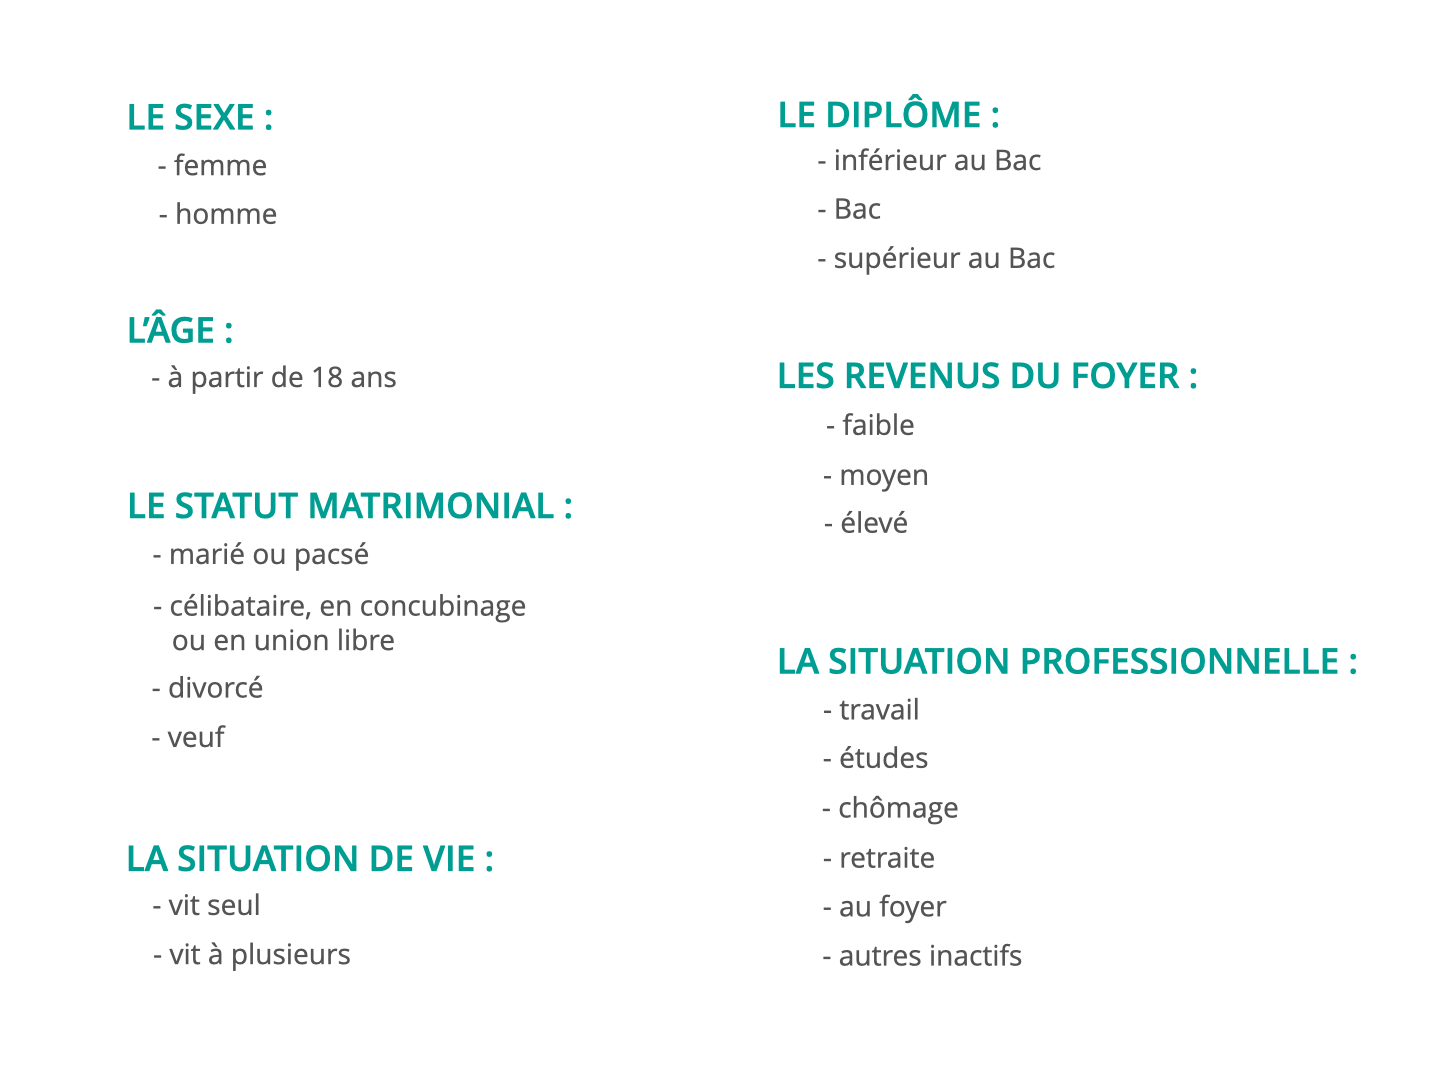 LE SEXE :
- femme
- homme
L’ÂGE :
- à partir de 18 ans
LE STATUT MATRIMONIAL :
- marié ou pacsé
- célibataire, en concubinage
ou en union libre
- divorcé
- veuf
LA SITUATION DE VIE :
- vit seul
- vit à plusieurs
LE DIPLÔME :
- inférieur au Bac
- Bac
- supérieur au Bac
LES REVENUS DU FOYER :
- faible
- moyen
- élevé
LA SITUATION PROFESSIONNELLE :
- travail
- études
- chômage
- retraite
- au foyer
- autres inactifs